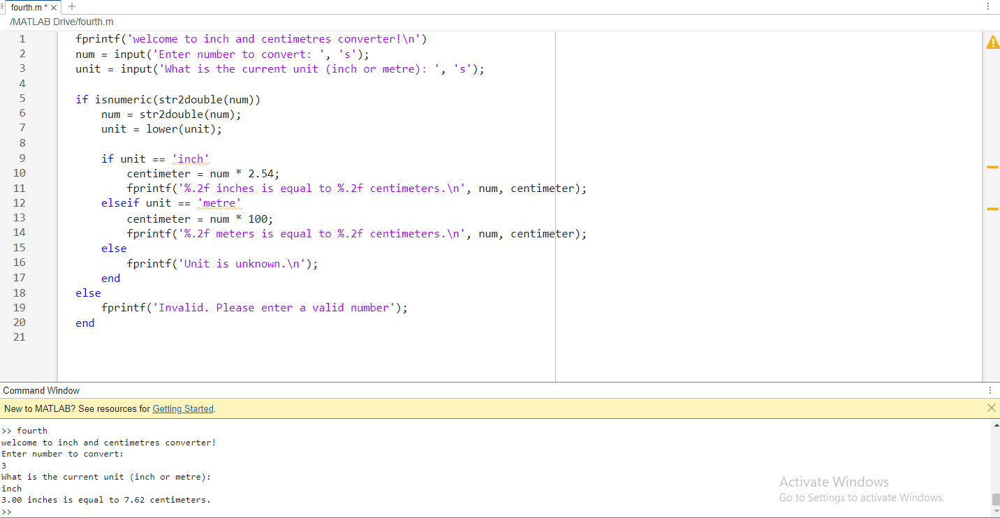 fourth.m * × +
/MATLAB Drive/fourth.m
1 fprintf('welcome to inch and centimetres converter!\n')
2 num = input('Enter number to convert: ', 's');
3 unit = input('What is the current unit (inch or metre): ', 's');
4
5 if isnumeric(str2double(num))
6     num = str2double(num);
7     unit = lower(unit);
8
9     if unit == 'inch'
10         centimeter = num * 2.54;
11         fprintf('%.2f inches is equal to %.2f centimeters.\n', num, centimeter);
12     elseif unit == 'metre'
13         centimeter = num * 100;
14         fprintf('%.2f meters is equal to %.2f centimeters.\n', num, centimeter);
15     else
16         fprintf('Unit is unknown.\n');
17     end
18 else
19     fprintf('Invalid. Please enter a valid number');
20 end
21
Command Window
New to MATLAB? See resources for Getting Started.
>> fourth
welcome to inch and centimetres converter!
Enter number to convert:
3
What is the current unit (inch or metre):
inch
3.00 inches is equal to 7.62 centimeters.
>>
Activate Windows
Go to Settings to activate Windows.